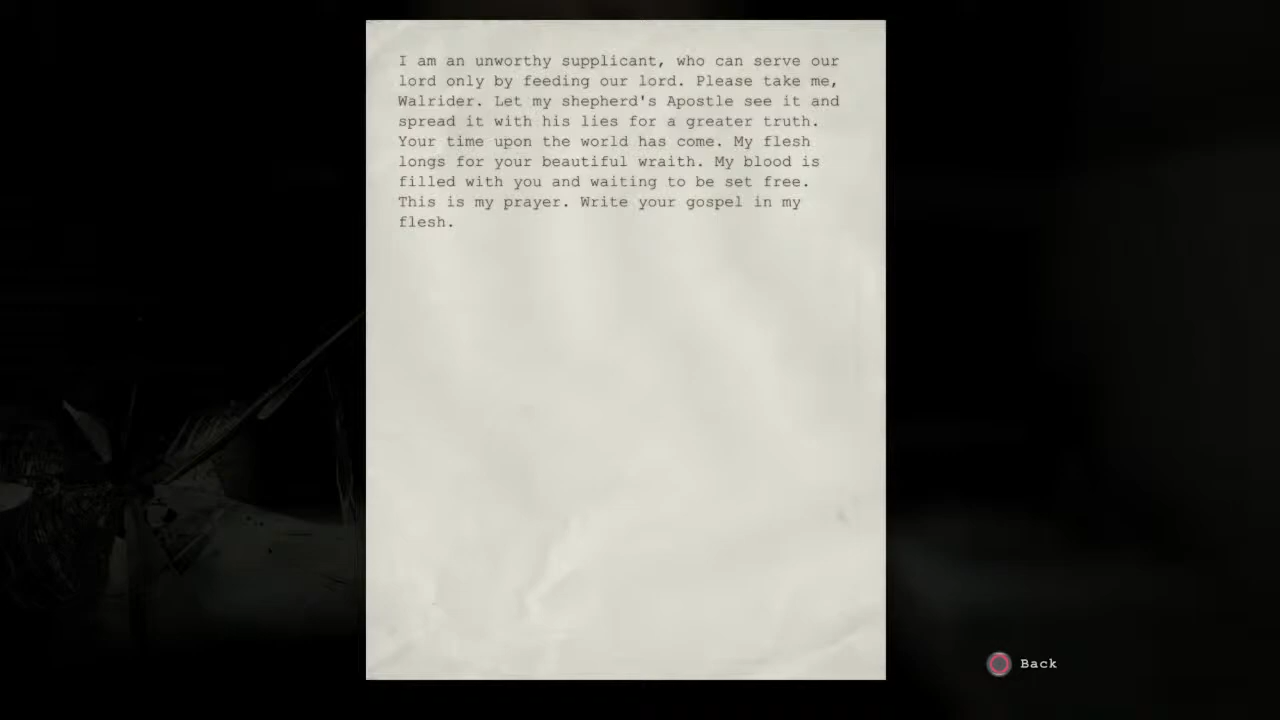 I am an unworthy supplicant, who can serve our
lord only by feeding our lord. Please take me,
Walrider. Let my shepherd's Apostle see it and
spread it with his lies for a greater truth.
Your time upon the world has come. My flesh
longs for your beautiful wraith. My blood is
filled with you and waiting to be set free.
This is my prayer. Write your gospel in my
flesh.
Back